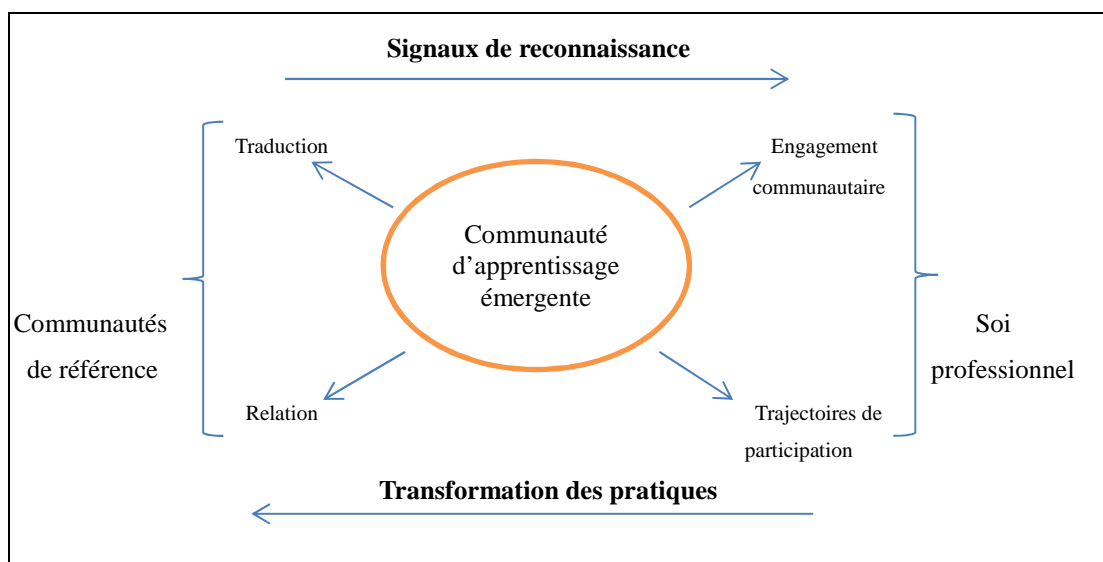 Signaux de reconnaissance
Traduction
Engagement
communautaire
Communauté
d’apprentissage
émergente
Communautés
de référence
Soi
professionnel
Relation
Trajectoires de
participation
Transformation des pratiques